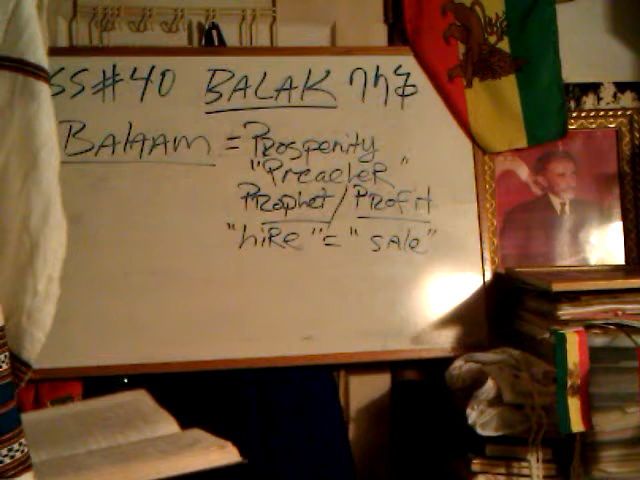 SS#40 BALAK ባላቅ
BALAAM = Prosperity
"Preacher"
Prophet / Profit
"hire" = "sale"